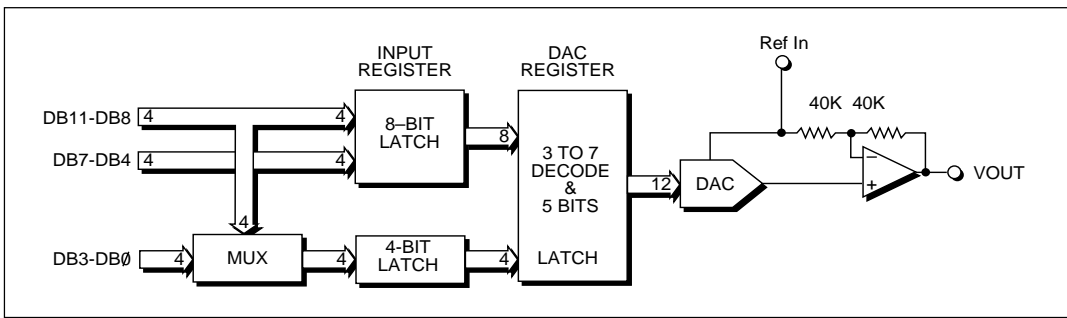 Ref In
INPUT
REGISTER
DAC
REGISTER
40K 40K
DB11-DB8 4 4
8–BIT
LATCH
8
DB7-DB4 4 4
3 TO 7
DECODE
&
5 BITS
12
DAC
–
+
VOUT
4
DB3-DBØ 4
MUX
4
4-BIT
LATCH
4
LATCH